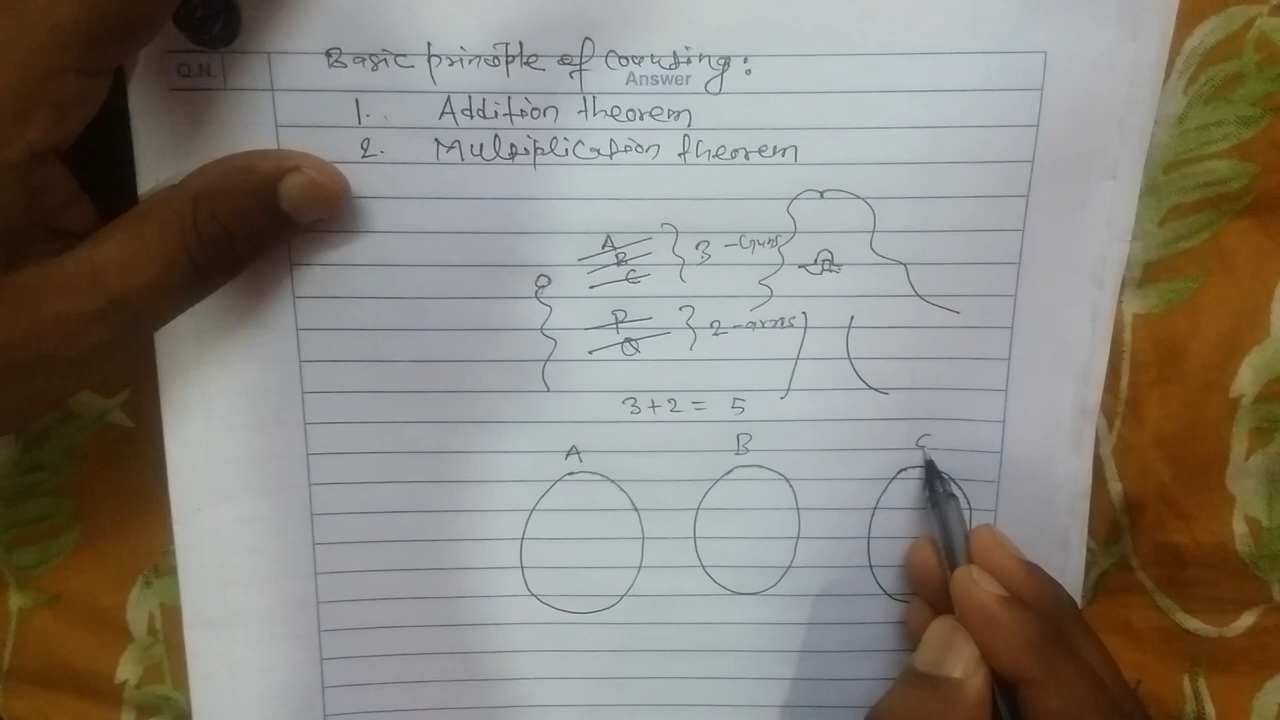 Q.N.
Basic principle of counting:
Answer
1. Addition theorem
2. Multiplication theorem
A
B
C
3
P
Q
2
3+2 = 5
A B C